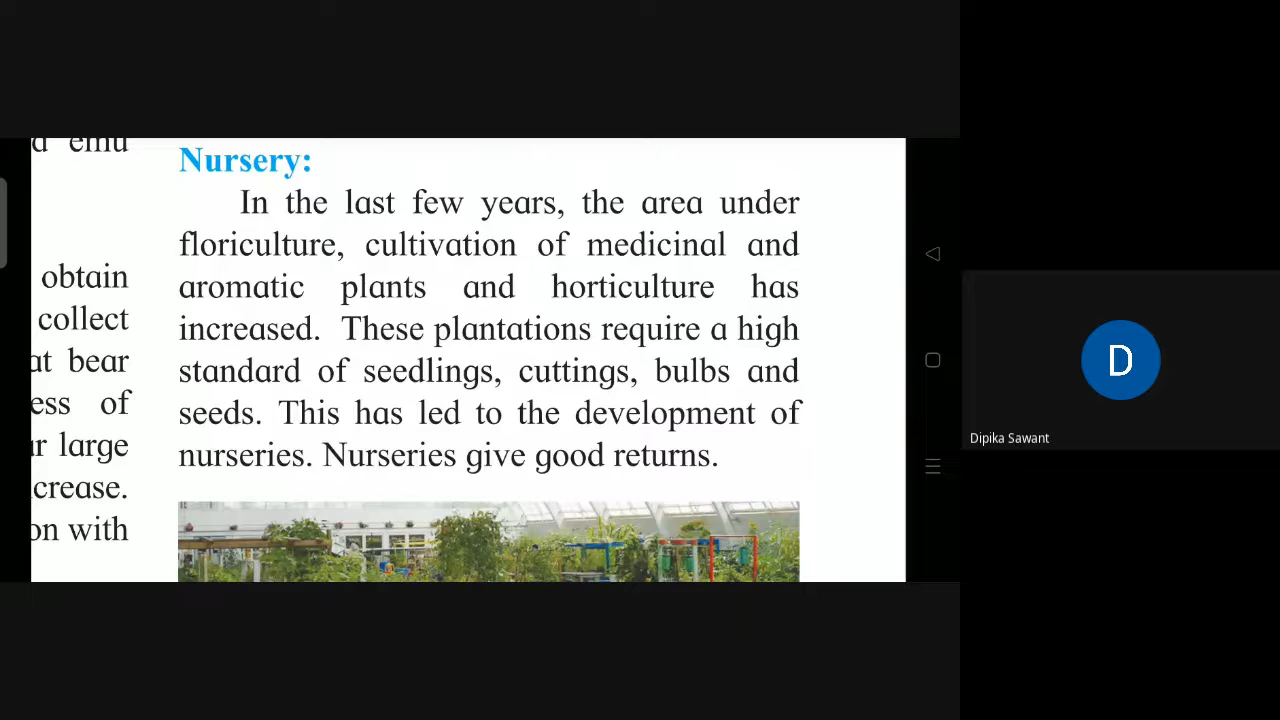 emu
obtain
collect
bear
of
large
with
Nursery:
In the last few years, the area under
floriculture, cultivation of medicinal and
aromatic plants and horticulture has
increased. These plantations require a high
standard of seedlings, cuttings, bulbs and
seeds. This has led to the development of
nurseries. Nurseries give good returns.
D
Dipika Sawant